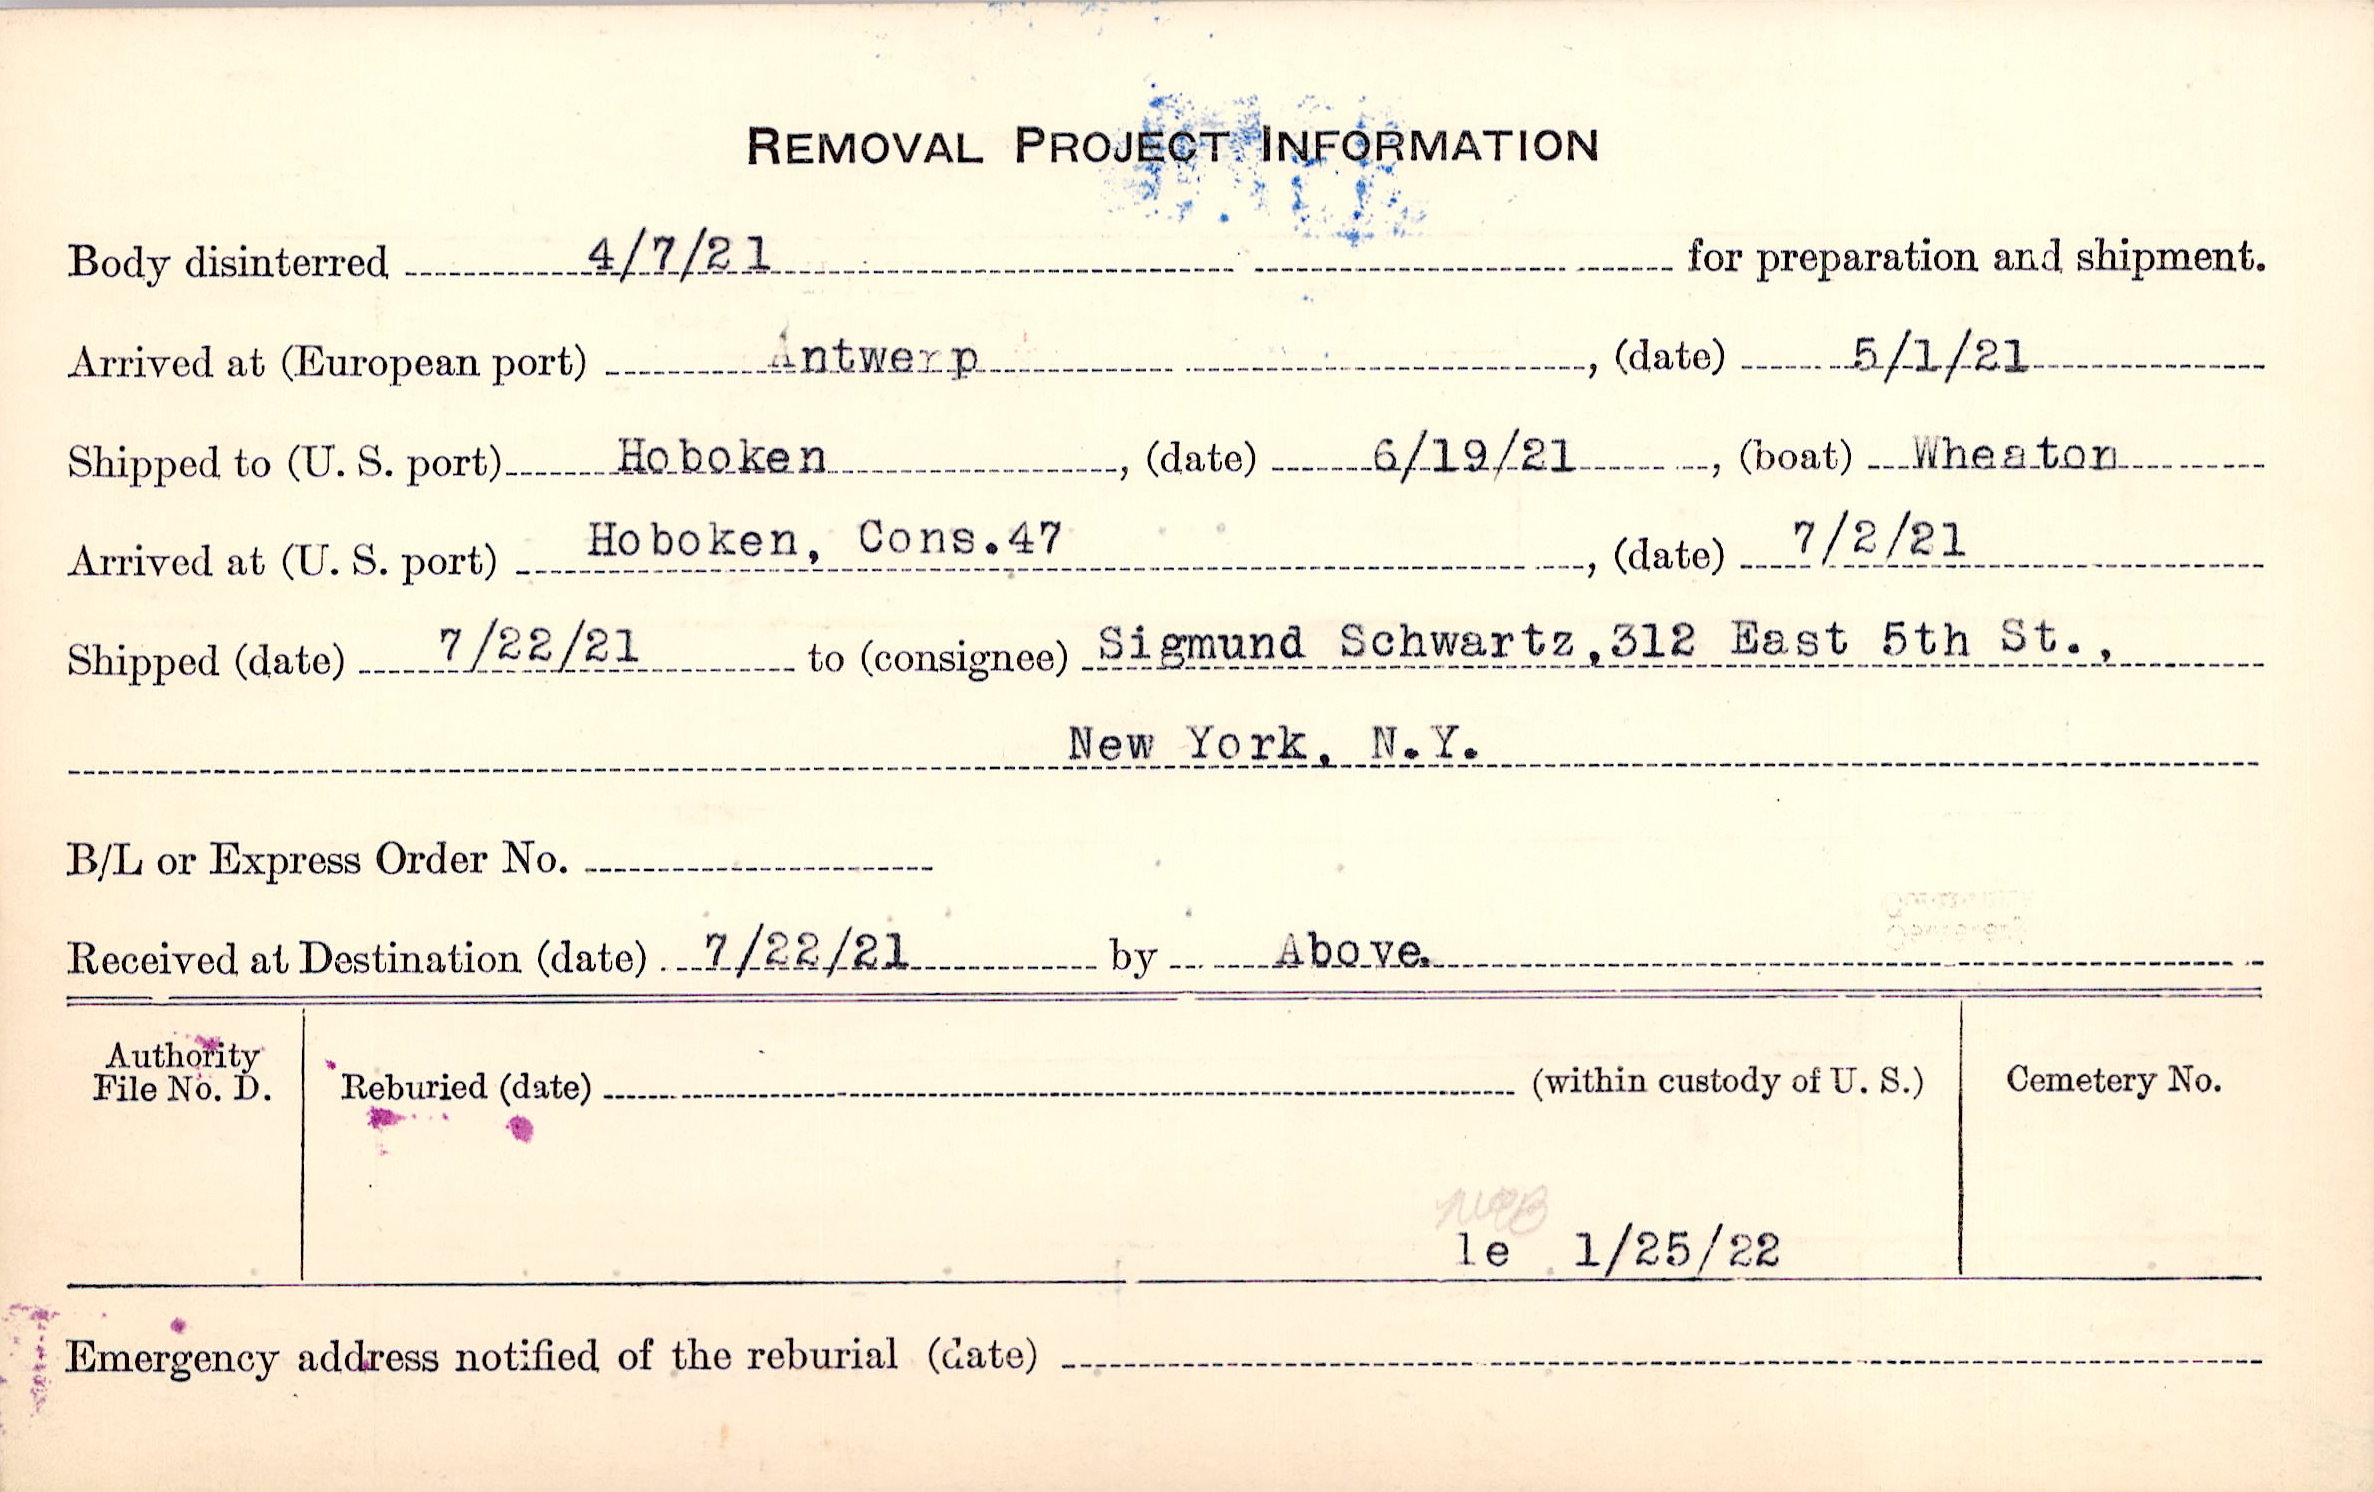 REMOVAL PROJECT INFORMATION
Body disinterred 4/7/21 for preparation and shipment.
Arrived at (European port) Antwerp, (date) 5/1/21
Shipped to (U. S. port) Hoboken, (date) 6/19/21, (boat) Wheaton
Arrived at (U. S. port) Hoboken, Cons.47, (date) 7/2/21
Shipped (date) 7/22/21 to (consignee) Sigmund Schwartz,312 East 5th St.,
New York, N.Y.
B/L or Express Order No.
Received at Destination (date) 7/22/21 by Above.
Authority
File No. D.
Reburied (date) (within custody of U. S.)
Cemetery No.
le 1/25/22
Emergency address notified of the reburial (date)